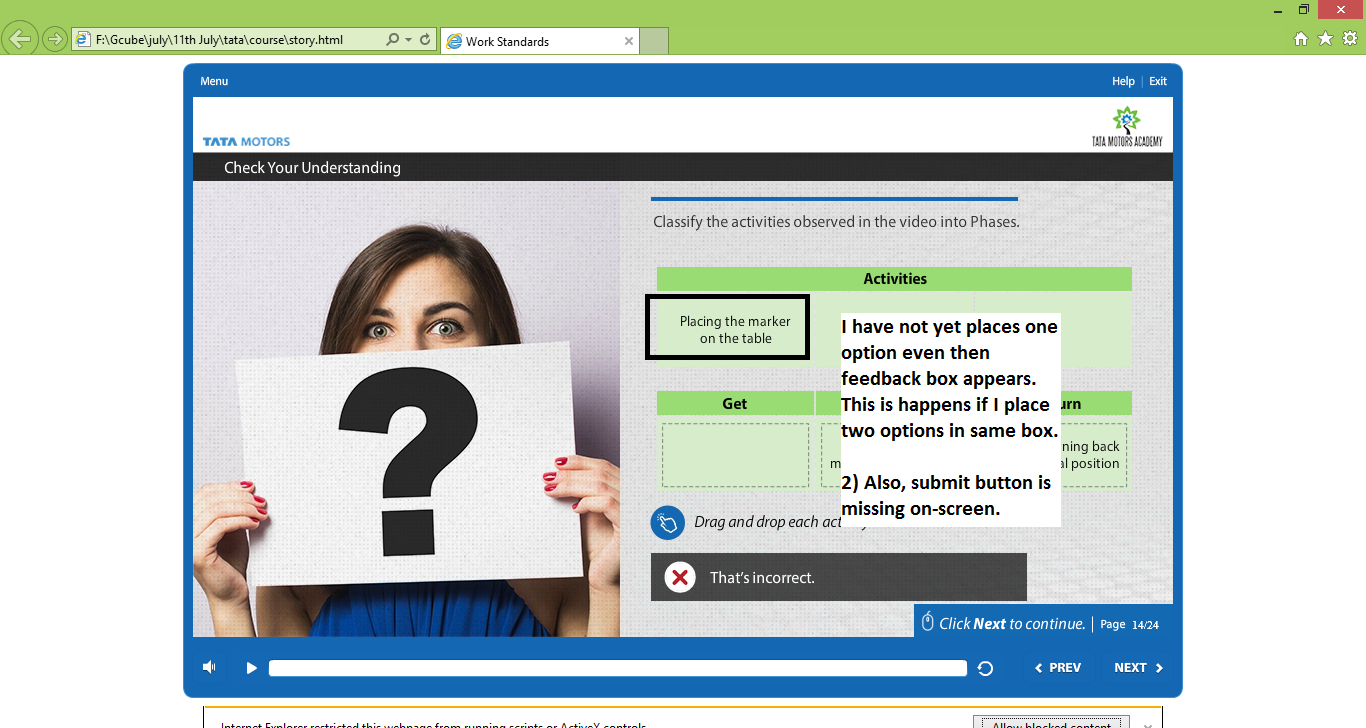 F:\Gcube\july\11th July\tata\course\story.html
Work Standards
Menu
Help | Exit
TATA MOTORS
TATA MOTORS ACADEMY
Check Your Understanding
?
Classify the activities observed in the video into Phases.
Activities
Placing the marker
on the table
I have not yet places one
option even then
feedback box appears.
This is happens if I place
two options in same box.
2) Also, submit button is
missing on-screen.
Get
urn
ning back
al position
Drag and drop each
That's incorrect.
Click Next to continue. | Page 14/24
PREV
NEXT
Internet Explorer restricted this webpage from running scripts or ActiveX controls.
Allow blocked content